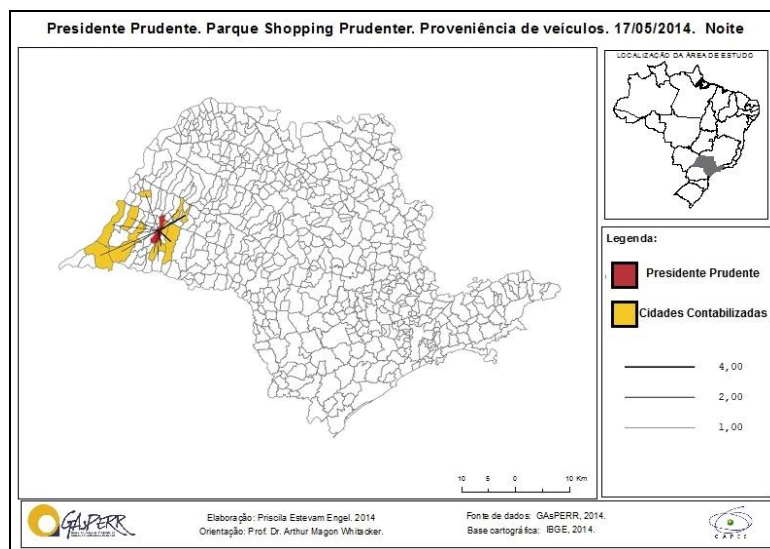 Presidente Prudente. Parque Shopping Prudenter. Proveniência de veículos. 17/05/2014. Noite
LOCALIZAÇÃO DA ÁREA DE ESTUDO
Legenda:
Presidente Prudente
Cidades Contabilizadas
4,00
2,00
1,00
10 5 0 10 Km
GAsPERR
Elaboração: Priscila Estevam Engel. 2014
Orientação: Prof. Dr. Arthur Magon Whitacker.
Fonte de dados: GAsPERR, 2014.
Base cartográfica: IBGE, 2014.
CAPES